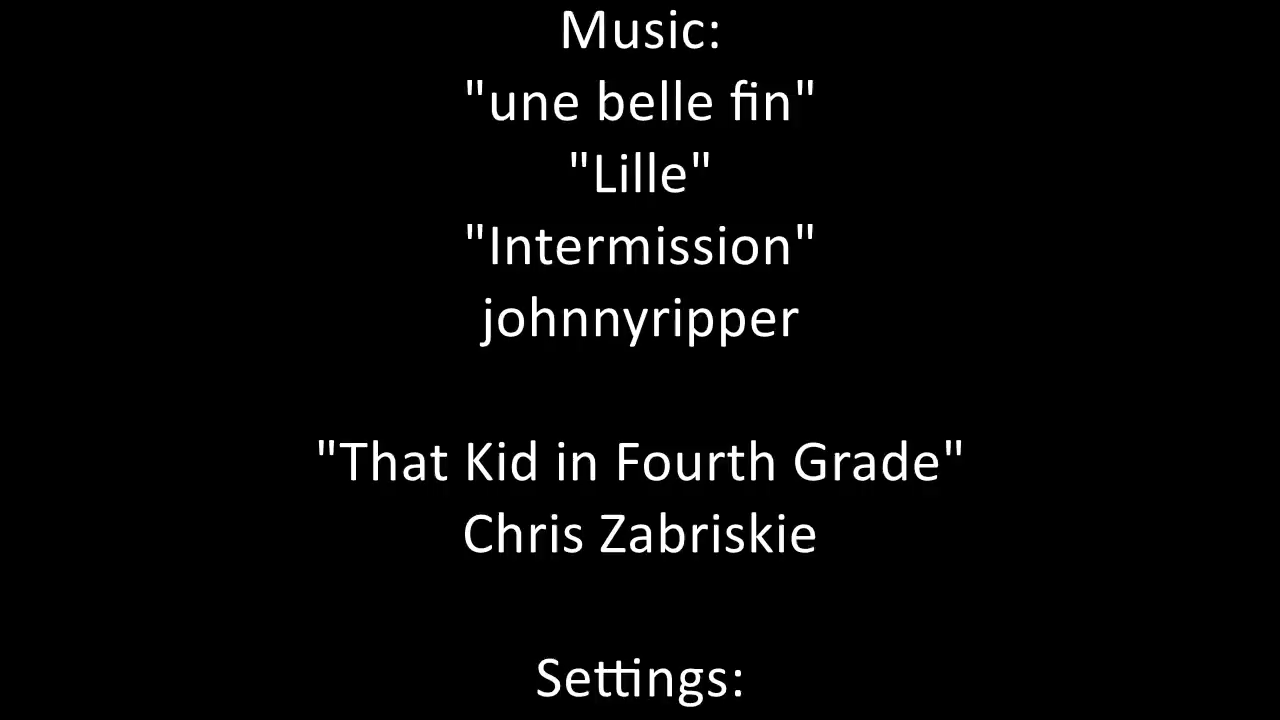 Music:
"une belle fin"
"Lille"
"Intermission"
johnnyripper
"That Kid in Fourth Grade"
Chris Zabriskie
Settings: